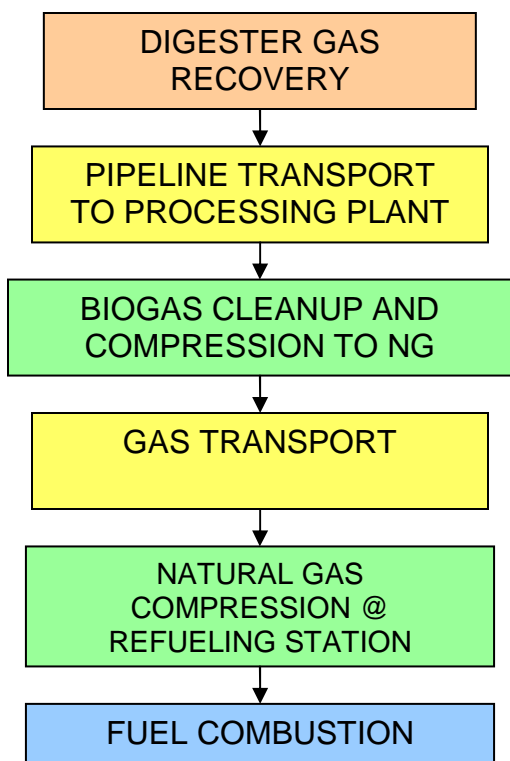 DIGESTER GAS
RECOVERY
PIPELINE TRANSPORT
TO PROCESSING PLANT
BIOGAS CLEANUP AND
COMPRESSION TO NG
GAS TRANSPORT
NATURAL GAS
COMPRESSION @
REFUELING STATION
FUEL COMBUSTION